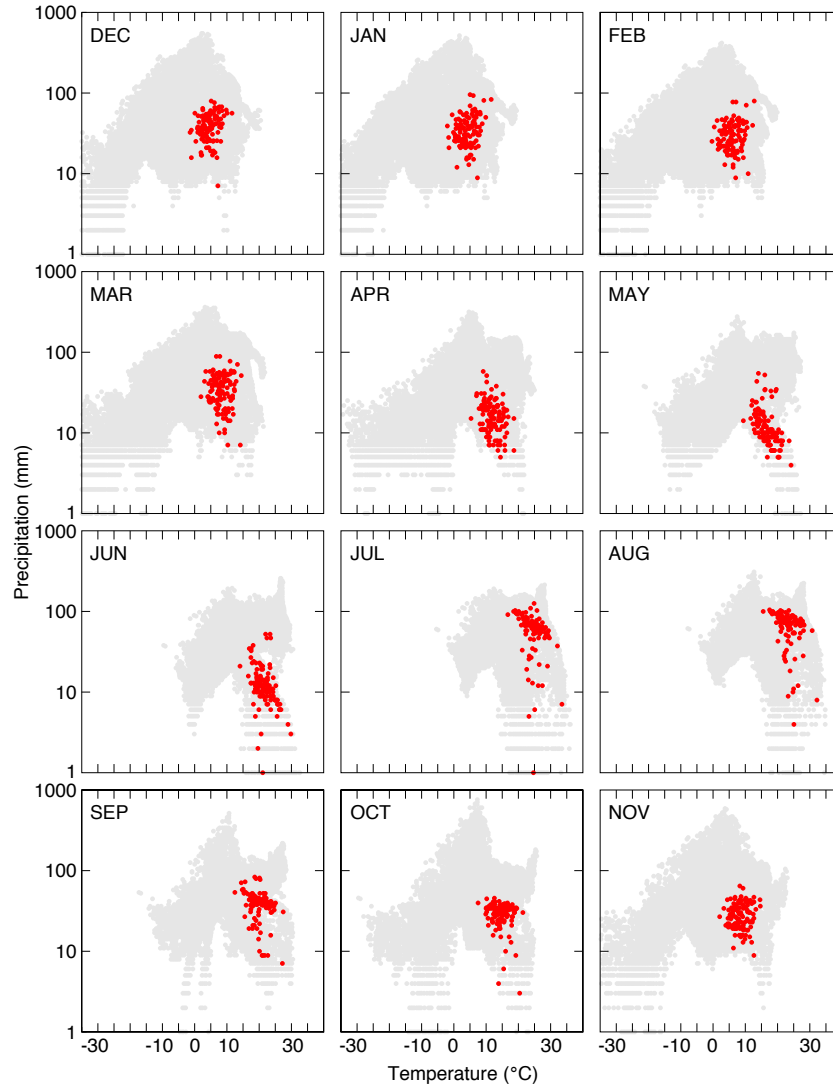 1000
DEC
JAN
FEB
100
10
1
1000
MAR
APR
MAY
100
10
1
Precipitation (mm)
1000
JUN
JUL
AUG
100
10
1
1000
SEP
OCT
NOV
100
10
1
-30 -10 0 10 30 -30 -10 0 10 30 -30 -10 0 10 30
Temperature (°C)